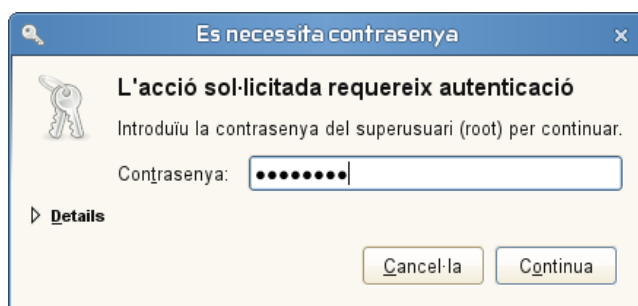 Es necessita contrasenya
L'acció sol·licitada requereix autenticació
Introduïu la contrasenya del superusuari (root) per continuar.
Contrasenya: ●●●●●●●●
Details
Cancel·la Continua